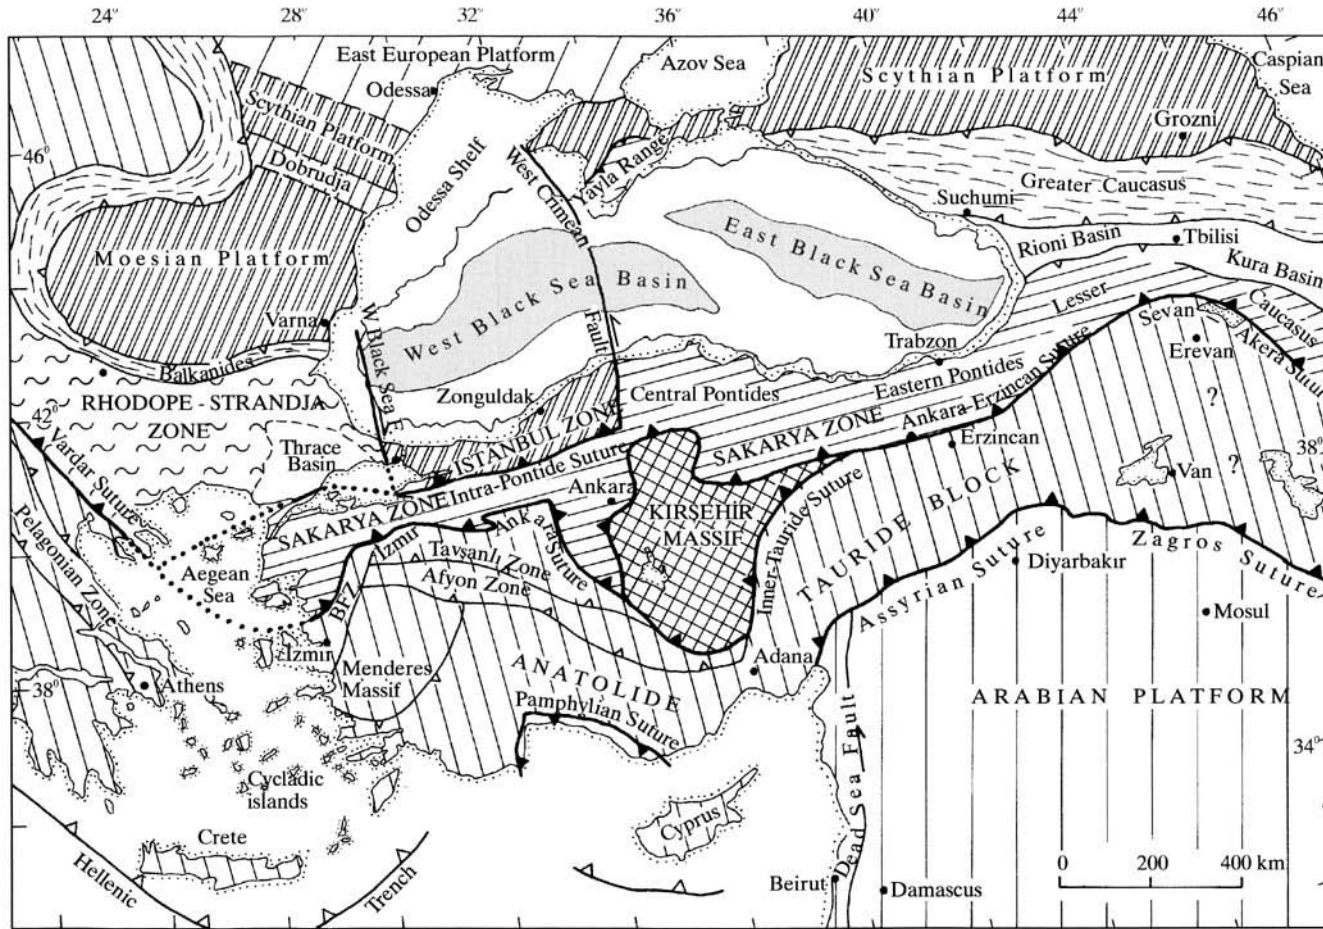 24° 28° 32° 36° 40° 44° 46°
East European Platform
Azov Sea
Scythian Platform
Caspian
Sea
Odessa
Scythian Platform
Grozni
46°
Dobrudja
Odessa Shelf
West Crimean
Fault
Yayla Range
Greater Caucasus
Suchumi
Rioni Basin
Tbilisi
Kura Basin
Moesian Platform
West Black Sea Basin
East Black Sea Basin
Lesser
Caucasus
Varna
W Black Sea F.
Trabzon
Sevan
Akera Sutur
Erevan
Balkanides
Zonguldak
Central Pontides
Eastern Pontides
?
42°
RHODOPE - STRANDJA
ZONE
İSTANBUL ZONE
SAKARYA ZONE
Ankara-Erzincan Suture
Erzincan
Vardar Suture
Thrace
Basin
Intra-Pontide Suture
Ankara
38°
Van
?
SAKARYA ZONE
KIRŞEHİR
MASSIF
TAURIDE BLOCK
Pelagonian Zone
İzmir
Ankara Suture
Inner-Tauride Suture
Zagros Suture
Aegean
Sea
Tavşanlı Zone
Afyon Zone
Assyrian Suture
Diyarbakır
BFZ
Mosul
İzmir
Menderes
Massif
ANATOLIDE
Adana
38°
Athens
Pamphylian Suture
ARABIAN PLATFORM
34°
Cycladic
islands
Dead Sea Fault
Cyprus
Crete
0 200 400 km
Hellenic
Trench
Beirut
Damascus